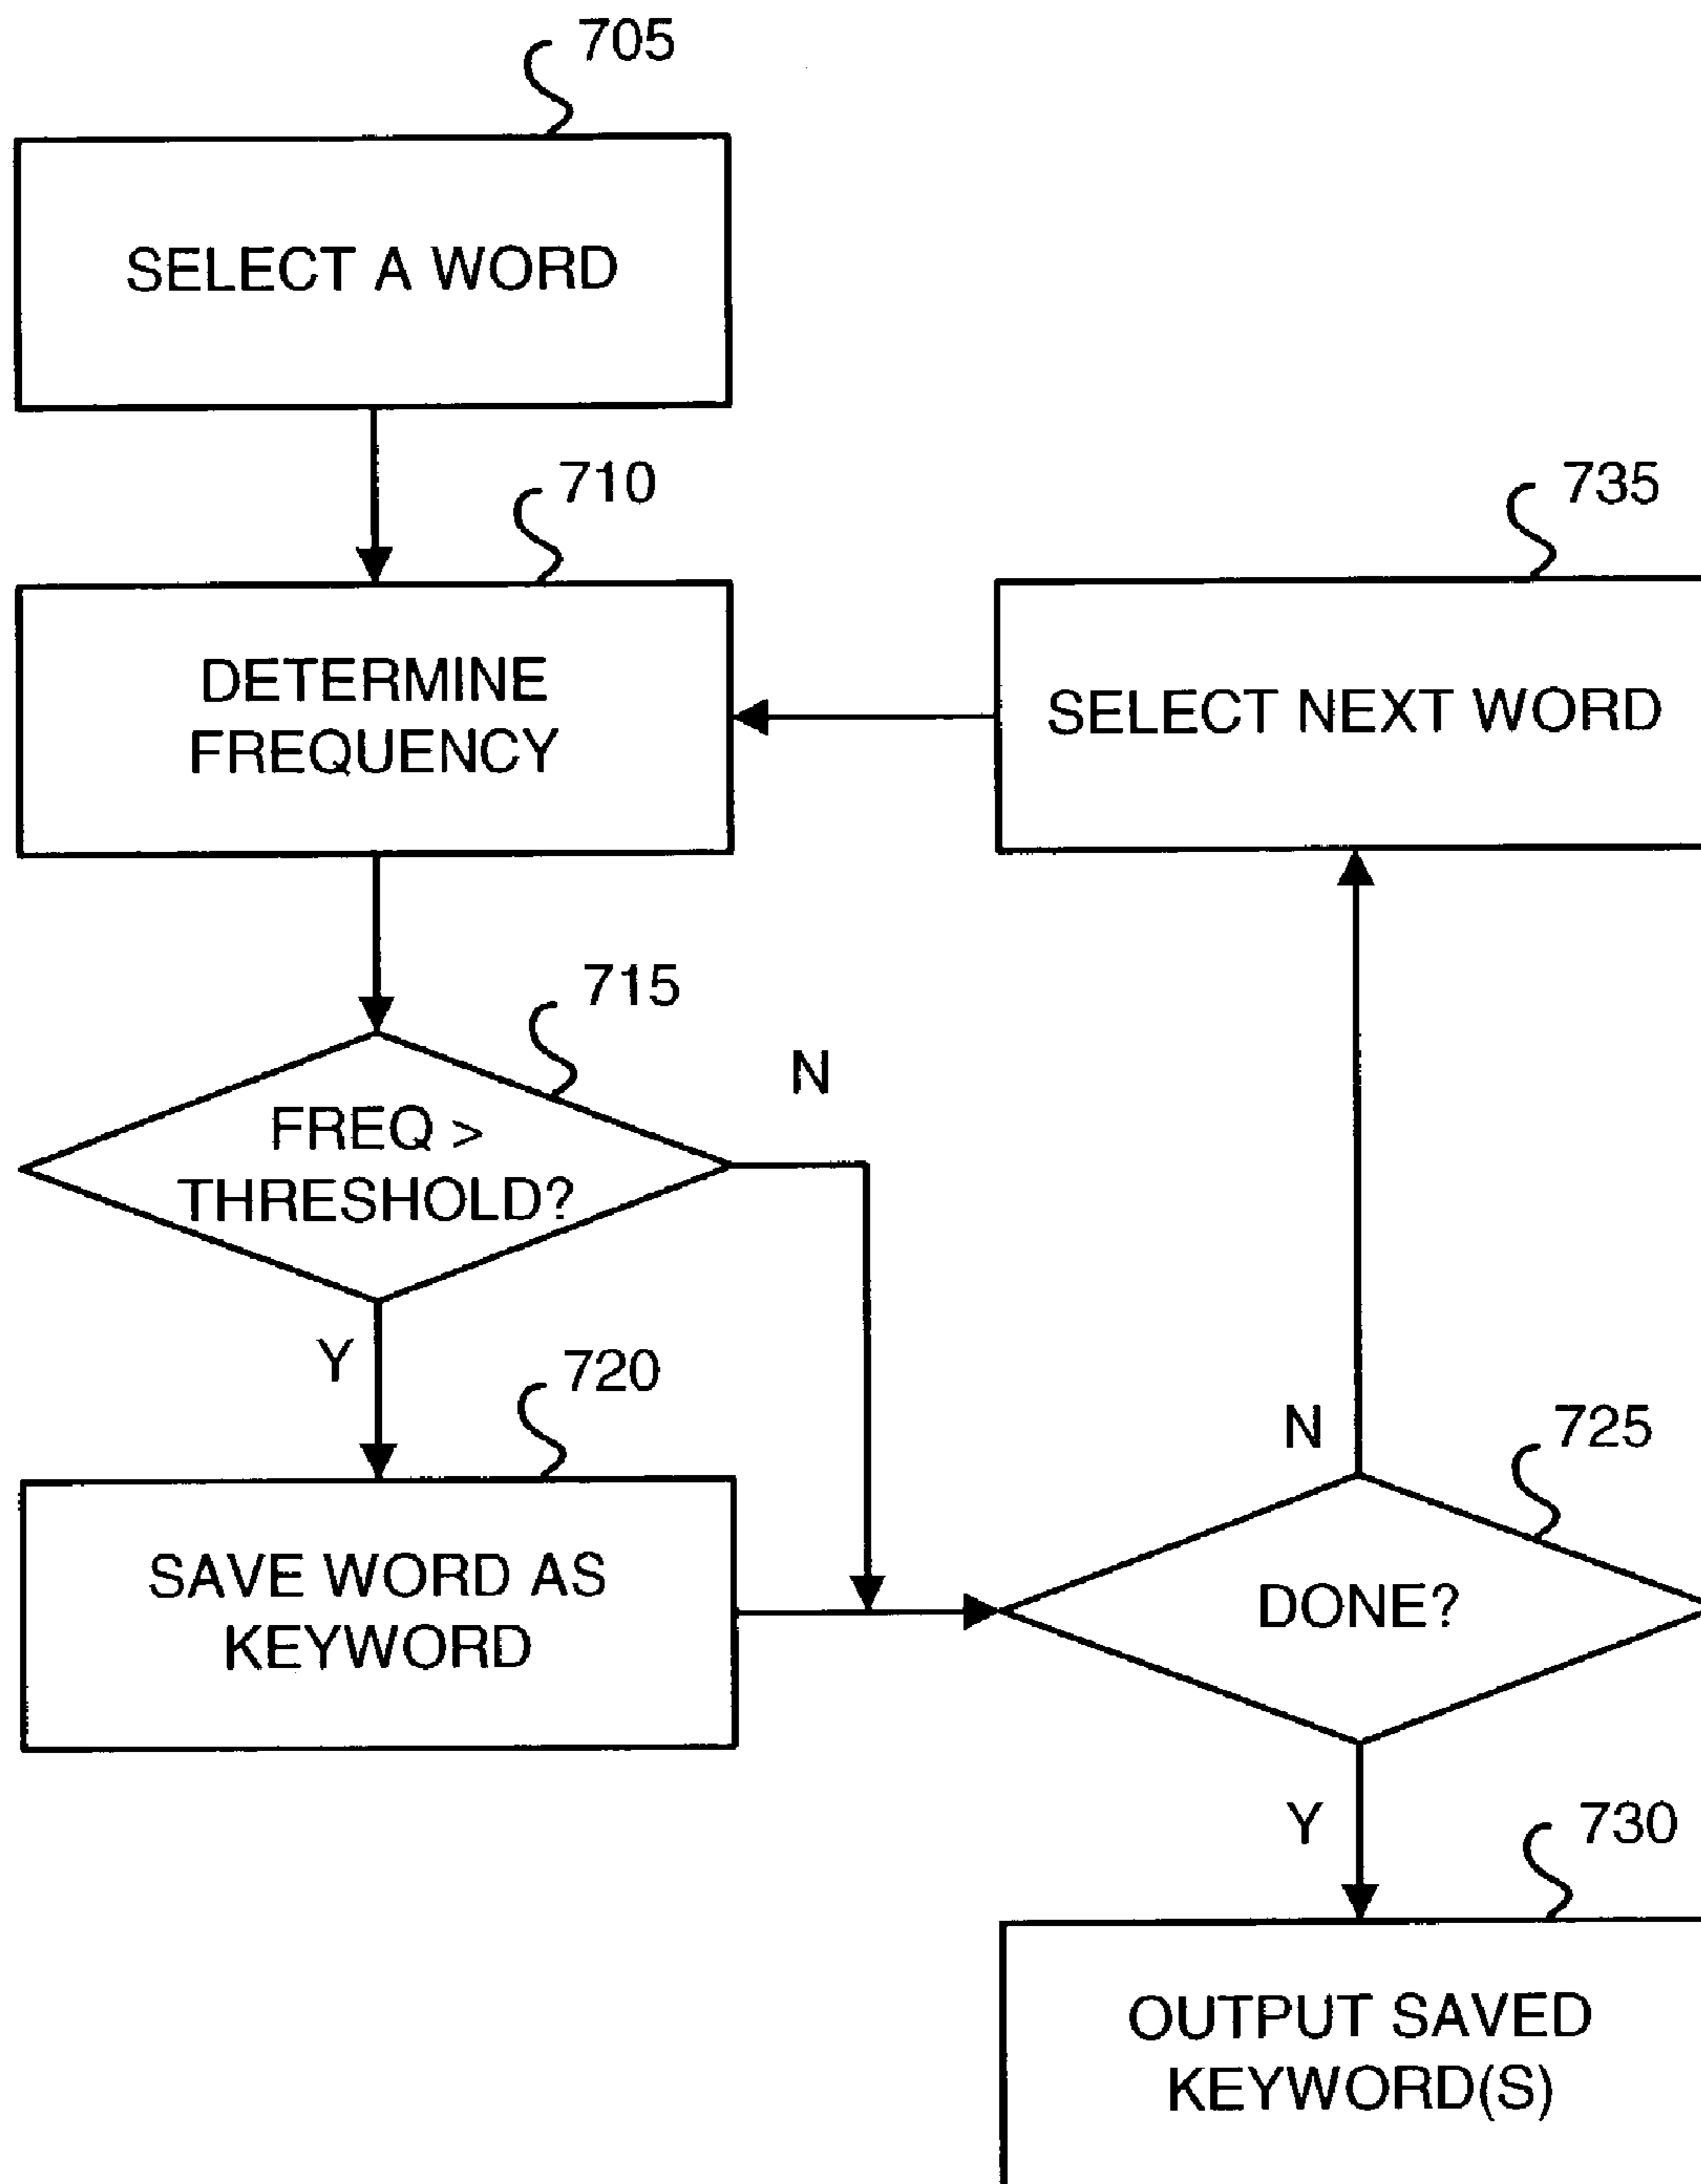 705
SELECT A WORD
710
DETERMINE
FREQUENCY
735
SELECT NEXT WORD
715
FREQ >
THRESHOLD?
N
Y
720
SAVE WORD AS
KEYWORD
N
725
DONE?
Y
730
OUTPUT SAVED
KEYWORD(S)